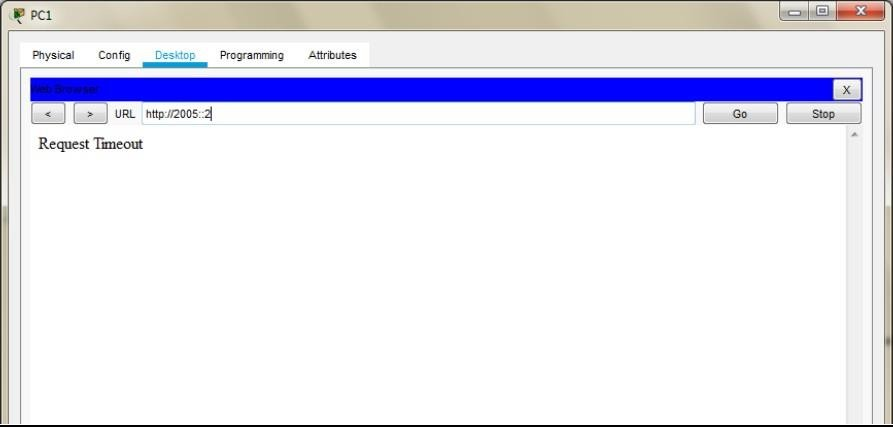 PC1
Physical Config Desktop Programming Attributes
Web Browser X
< > URL http://2005::2 Go Stop
Request Timeout